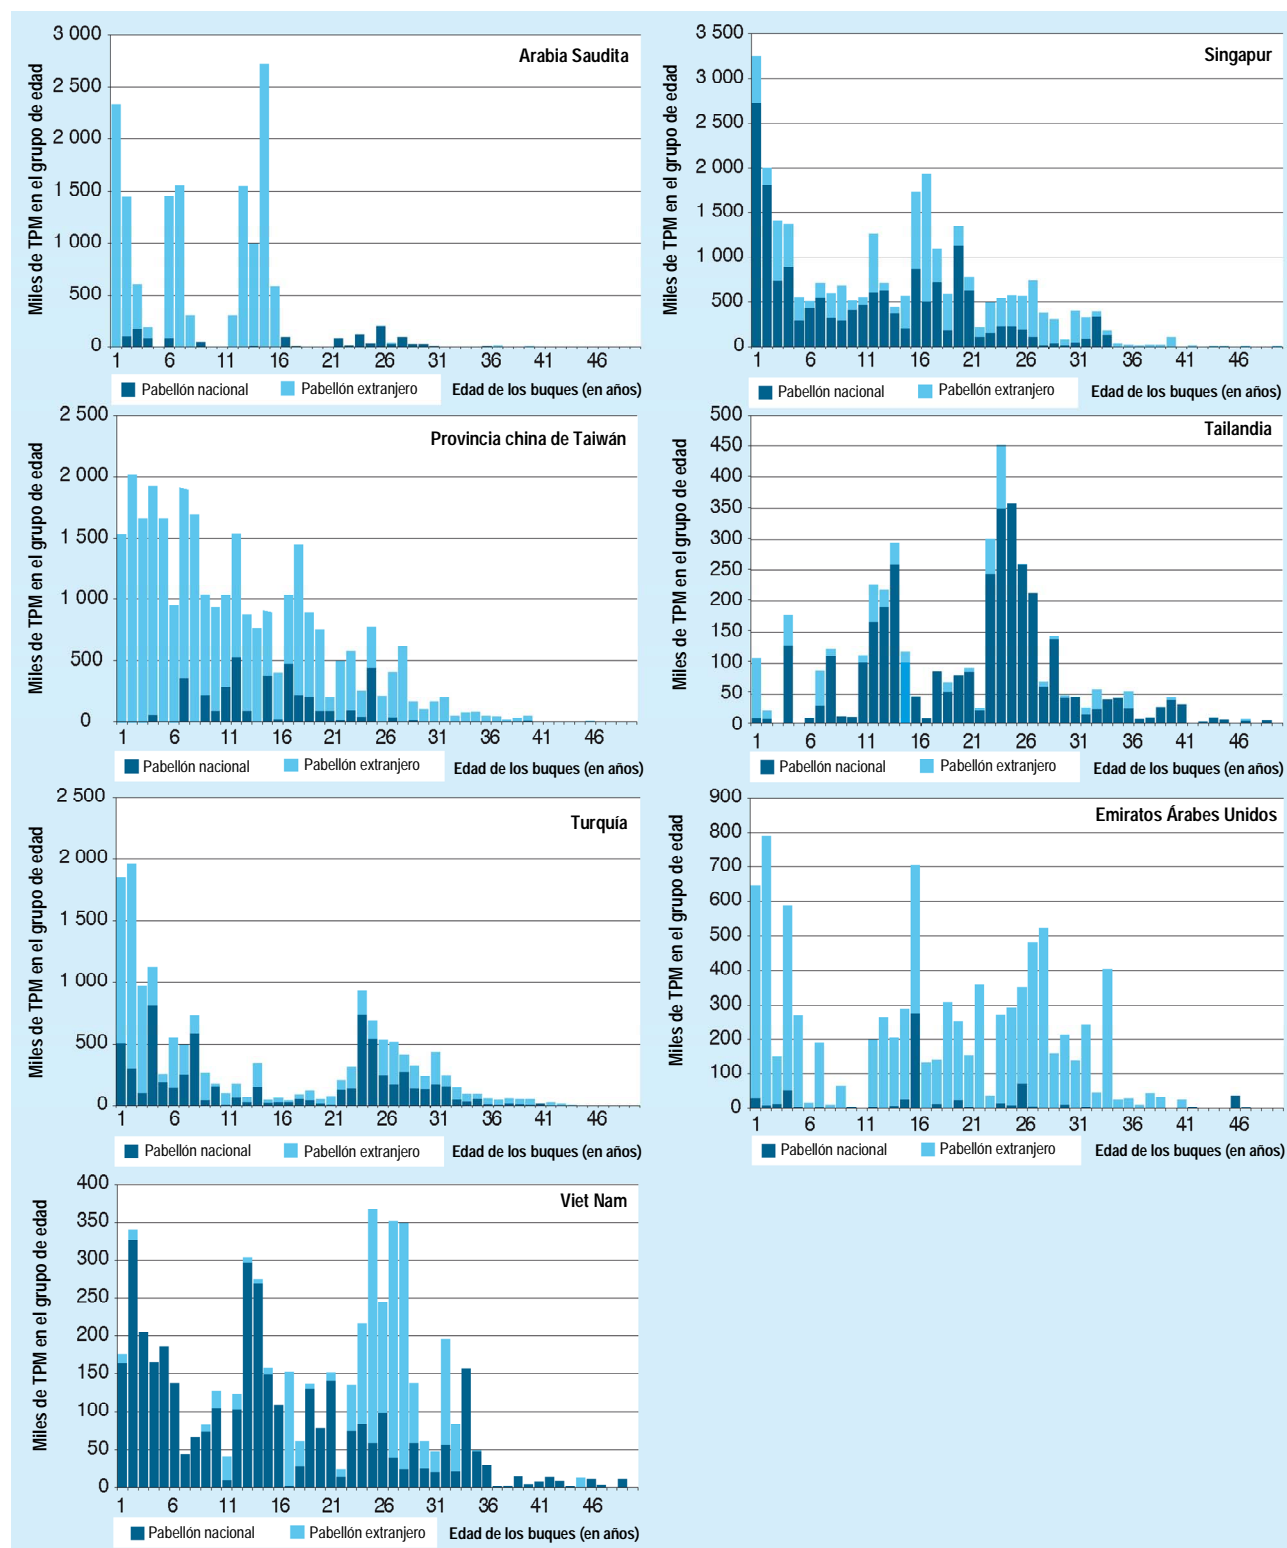 Arabia Saudita
Miles de TPM en el grupo de edad
3 000
2 500
2 000
1 500
1 000
500
0
1 6 11 16 21 26 31 36 41 46
Pabellón nacional Pabellón extranjero Edad de los buques (en años)
Singapur
Miles de TPM en el grupo de edad
3 500
3 000
2 500
2 000
1 500
1 000
500
0
1 6 11 16 21 26 31 36 41 46
Pabellón nacional Pabellón extranjero Edad de los buques (en años)
Provincia china de Taiwán
Miles de TPM en el grupo de edad
2 500
2 000
1 500
1 000
500
0
1 6 11 16 21 26 31 36 41 46
Pabellón nacional Pabellón extranjero Edad de los buques (en años)
Tailandia
Miles de TPM en el grupo de edad
500
450
400
350
300
250
200
150
100
50
0
1 6 11 16 21 26 31 36 41 46
Pabellón nacional Pabellón extranjero Edad de los buques (en años)
Turquía
Miles de TPM en el grupo de edad
2 500
2 000
1 500
1 000
500
0
1 6 11 16 21 26 31 36 41 46
Pabellón nacional Pabellón extranjero Edad de los buques (en años)
Emiratos Árabes Unidos
Miles de TPM en el grupo de edad
900
800
700
600
500
400
300
200
100
0
1 6 11 16 21 26 31 36 41 46
Pabellón nacional Pabellón extranjero Edad de los buques (en años)
Viet Nam
Miles de TPM en el grupo de edad
400
350
300
250
200
150
100
50
0
1 6 11 16 21 26 31 36 41 46
Pabellón nacional Pabellón extranjero Edad de los buques (en años)